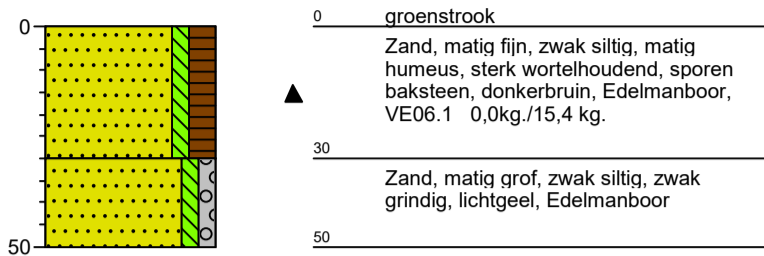 0
50
0
groenstrook
Zand, matig fijn, zwak siltig, matig
humeus, sterk wortelhoudend, sporen
baksteen, donkerbruin, Edelmanboor,
VE06.1 0,0kg./15,4 kg.
30
Zand, matig grof, zwak siltig, zwak
grindig, lichtgeel, Edelmanboor
50